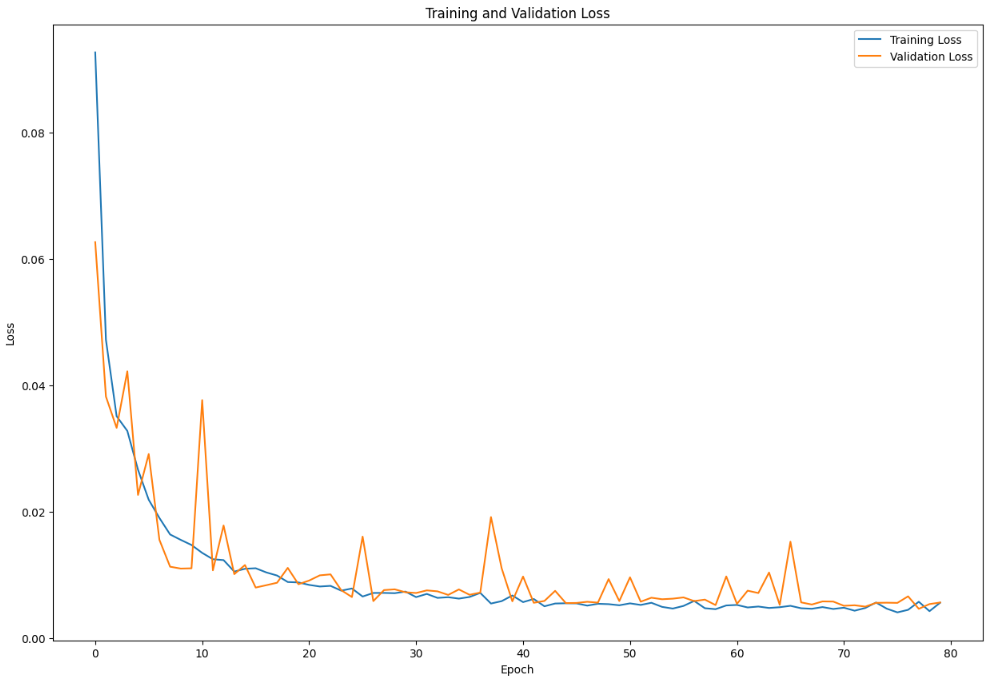 Training and Validation Loss
Training Loss
Validation Loss
0.08
0.06
0.04
0.02
0.00
Loss
0 10 20 30 40 50 60 70 80
Epoch